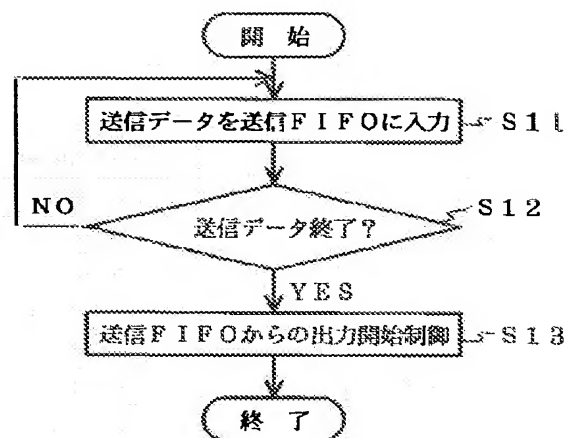 開 始
送信データを送信FIFOに入力 S11
送信データ終了? S12
NO
YES
送信FIFOからの出力開始制御 S13
終 了